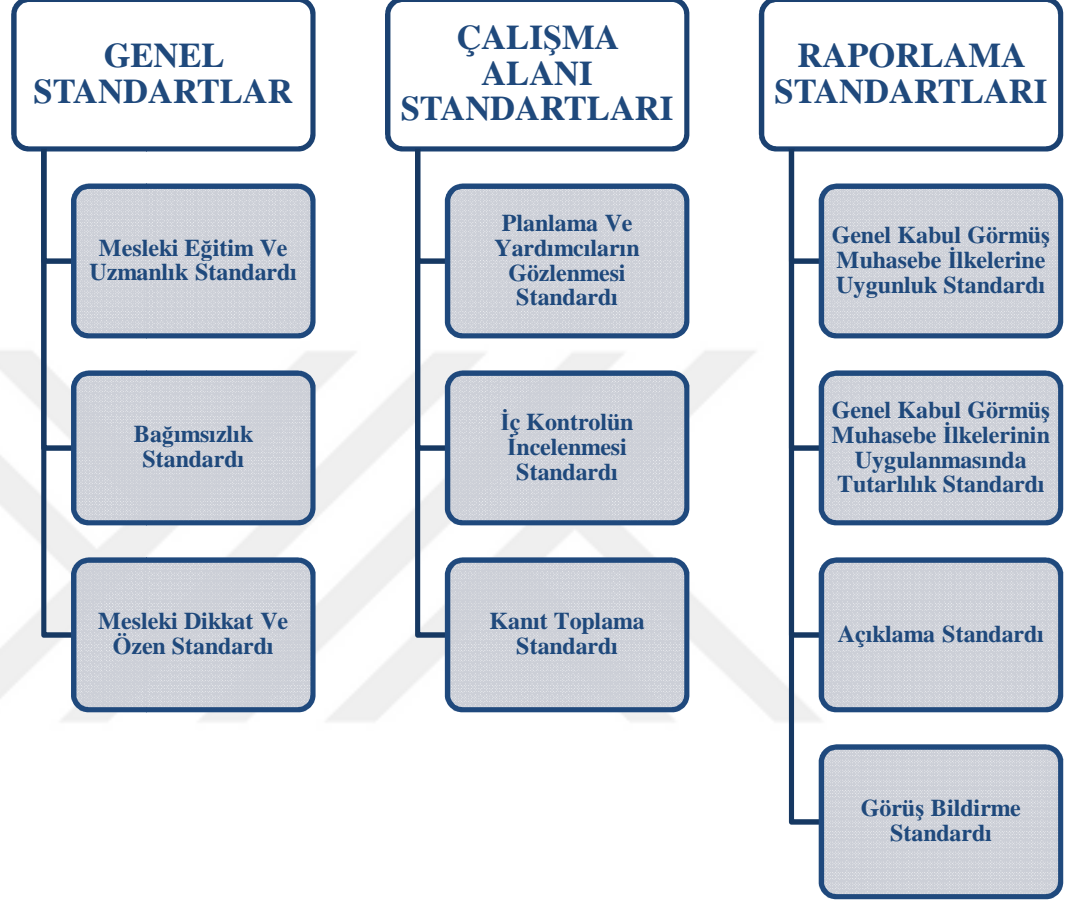 GENEL
STANDARTLAR
Mesleki Eğitim Ve
Uzmanlık Standardı
Bağımsızlık
Standardı
Mesleki Dikkat Ve
Özen Standardı
ÇALIŞMA
ALANI
STANDARTLARI
Planlama Ve
Yardımcıların
Gözlenmesi
Standardı
İç Kontrolün
İncelenmesi
Standardı
Kanıt Toplama
Standardı
RAPORLAMA
STANDARTLARI
Genel Kabul Görmüş
Muhasebe İlkelerine
Uygunluk Standardı
Genel Kabul Görmüş
Muhasebe İlkelerinin
Uygulanmasında
Tutarlılık Standardı
Açıklama Standardı
Görüş Bildirme
Standardı